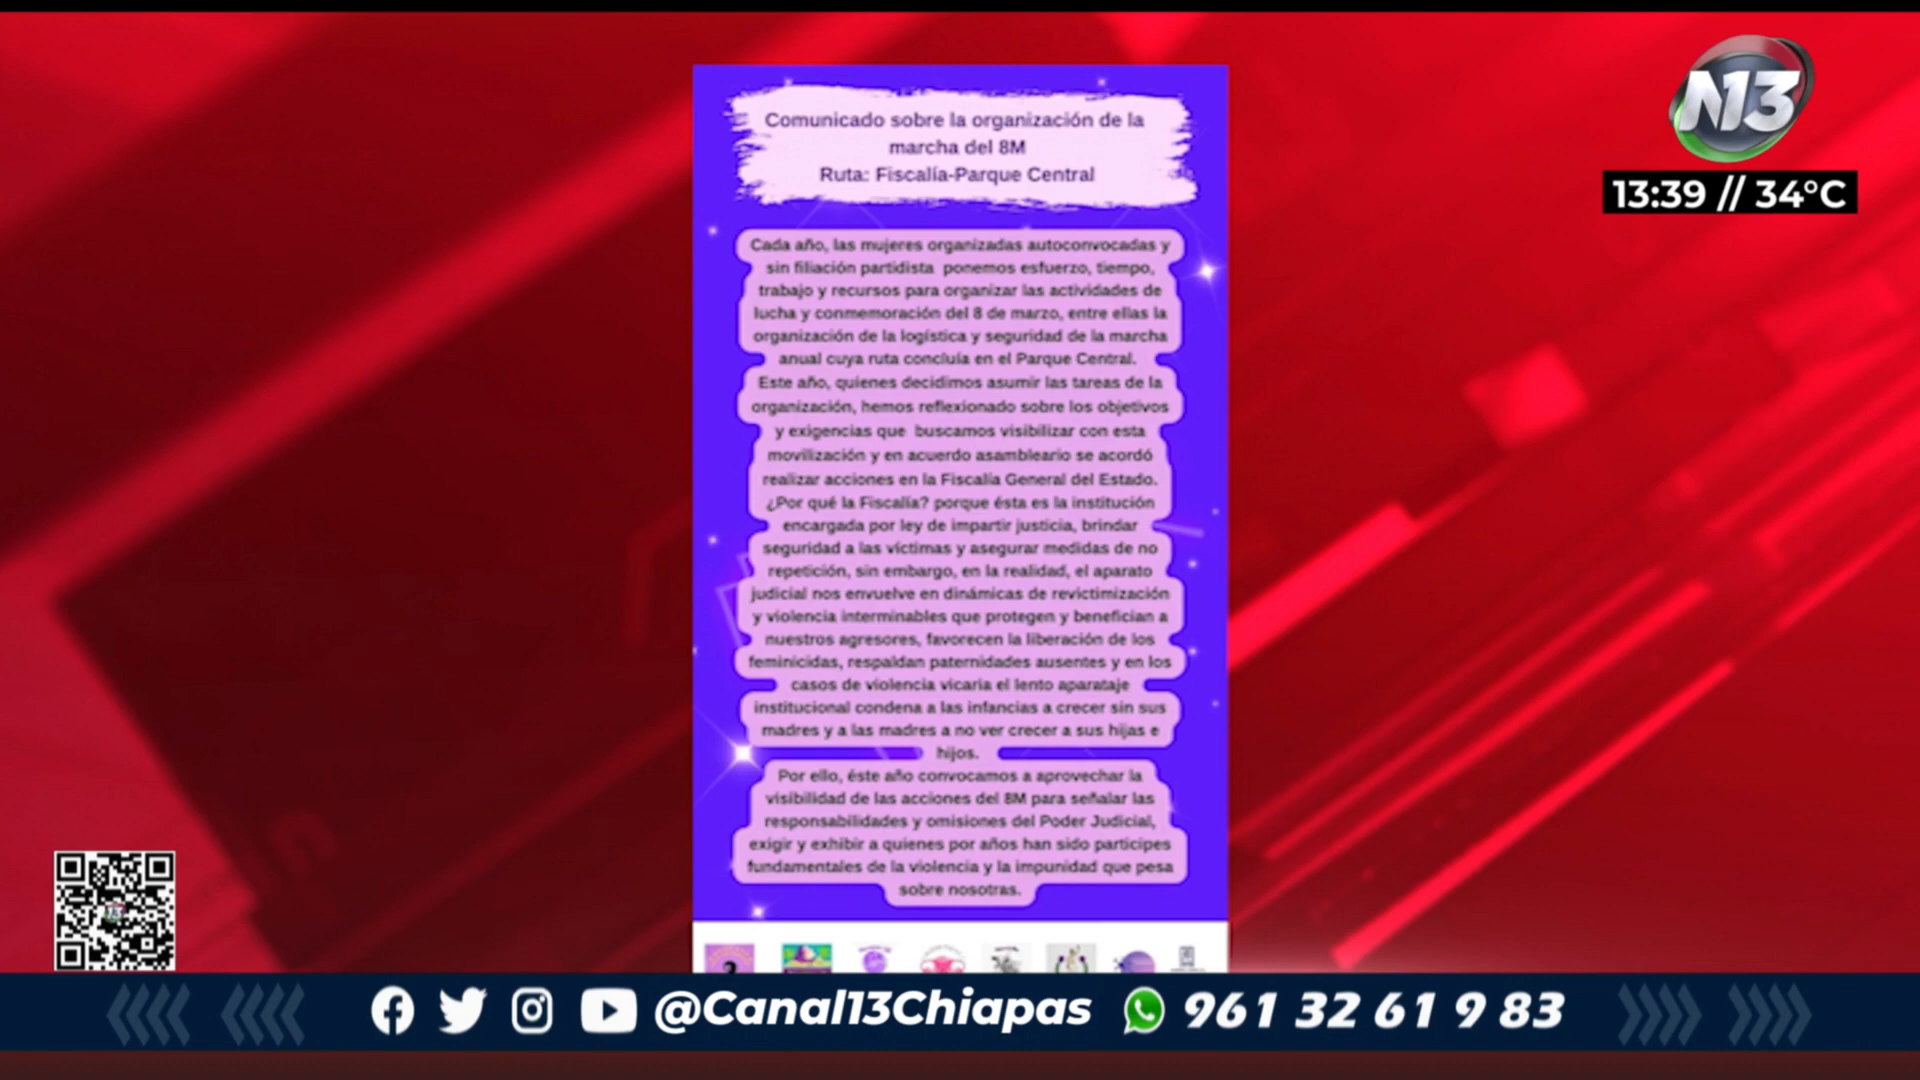 N13
13:39 // 34°C
Comunicado sobre la organización de la
marcha del 8M
Ruta: Fiscalía-Parque Central
Cada año, las mujeres organizadas autoconvocadas y
sin filiación partidista ponemos esfuerzo, tiempo,
trabajo y recursos para organizar las actividades de
lucha y conmemoración del 8 de marzo, entre ellas la
organización de la logística y seguridad de la marcha
anual cuya ruta concluía en el Parque Central.
Este año, quienes decidimos asumir las tareas de la
organización, hemos reflexionado sobre los objetivos
y exigencias que buscamos visibilizar con esta
movilización y en acuerdo asambleario se acordó
realizar acciones en la Fiscalía General del Estado.
¿Por qué la Fiscalía? porque ésta es la institución
encargada por ley de impartir justicia, brindar
seguridad a las víctimas y asegurar medidas de no
repetición, sin embargo, en la realidad, el aparato
judicial nos envuelve en dinámicas de revictimización
y violencia interminables que protegen y benefician a
nuestros agresores, favorecen la liberación de los
feminicidas, respaldan paternidades ausentes y en los
casos de violencia vicaria el lento aparataje
institucional condena a las infancias a crecer sin sus
madres y a las madres a no ver crecer a sus hijas e
hijos.
Por ello, éste año convocamos a aprovechar la
visibilidad de las acciones del 8M para señalar las
responsabilidades y omisiones del Poder Judicial,
exigir y exhibir a quienes por años han sido partícipes
fundamentales de la violencia y la impunidad que pesa
sobre nosotras.
@Canal13Chiapas 961 32 61 9 83